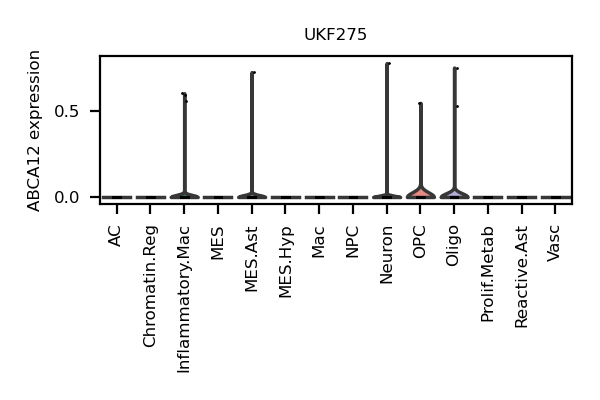 UKF275
ABCA12 expression
0.5
0.0
AC
Chromatin.Reg
Inflammatory.Mac
MES
MES.Ast
MES.Hyp
Mac
NPC
Neuron
OPC
Oligo
Prolif.Metab
Reactive.Ast
Vasc